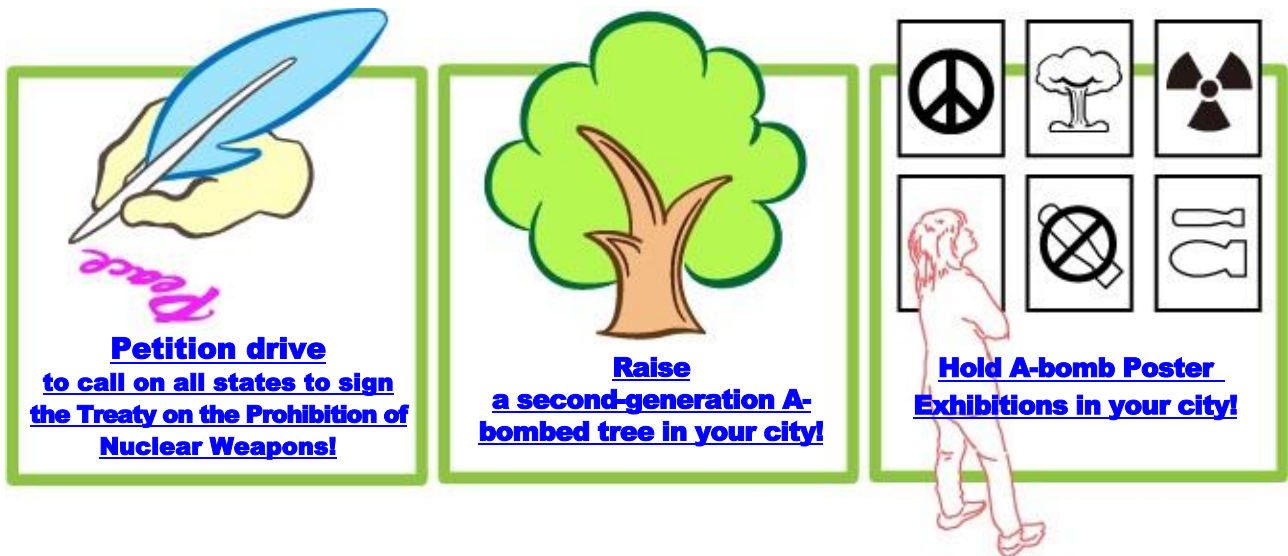 Peace
Petition drive
to call on all states to sign
the Treaty on the Prohibition of
Nuclear Weapons!
Raise
a second-generation A-
bombed tree in your city!
Hold A-bomb Poster
Exhibitions in your city!